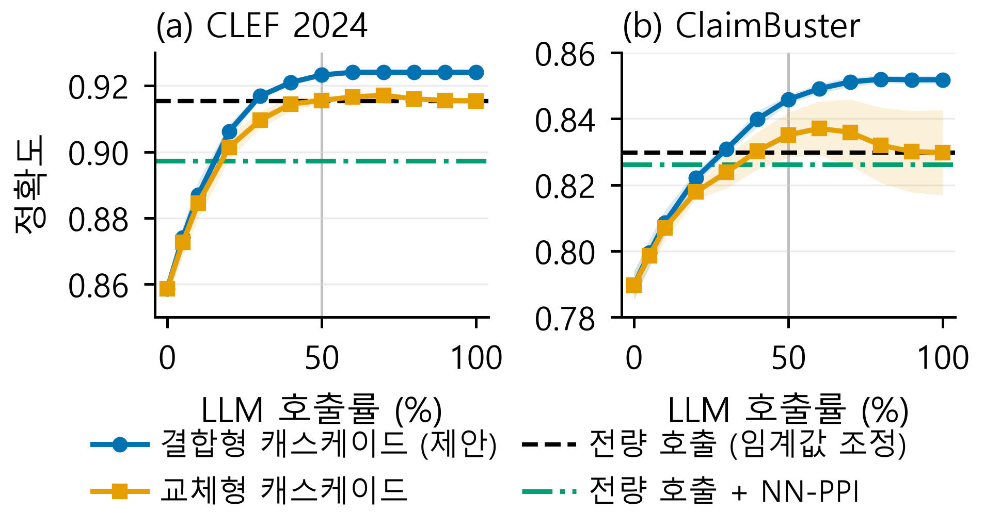 (a) CLEF 2024
(b) ClaimBuster
정확도
0.92
0.90
0.88
0.86
0 50 100
LLM 호출률 (%)
0.86
0.84
0.82
0.80
0.78
0 50 100
LLM 호출률 (%)
결합형 캐스케이드 (제안)
교체형 캐스케이드
전량 호출 (임계값 조정)
전량 호출 + NN-PPI